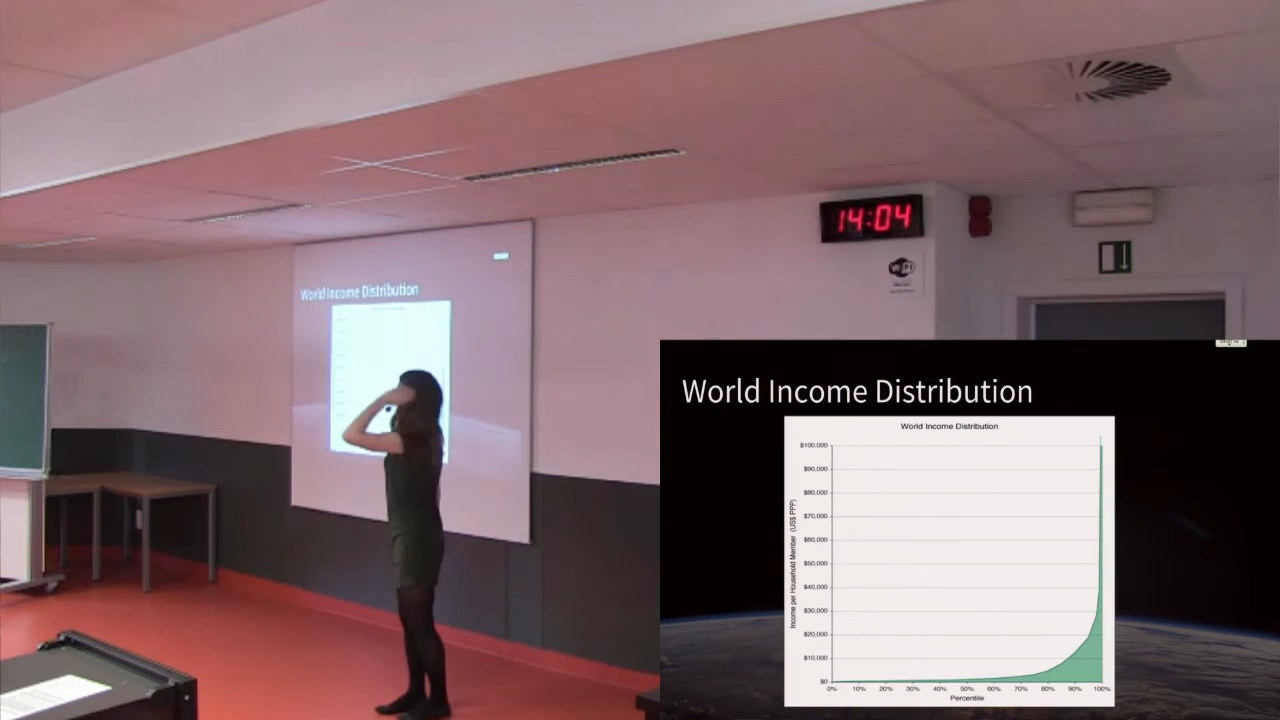 14:04
Wi Fi
World Income Distribution
World Income Distribution
World Income Distribution
$100,000
$90,000
$80,000
$70,000
$60,000
$50,000
$40,000
$30,000
$20,000
$10,000
$0
Income per Household Member (US$ PPP)
0% 10% 20% 30% 40% 50% 60% 70% 80% 90% 100%
Percentile